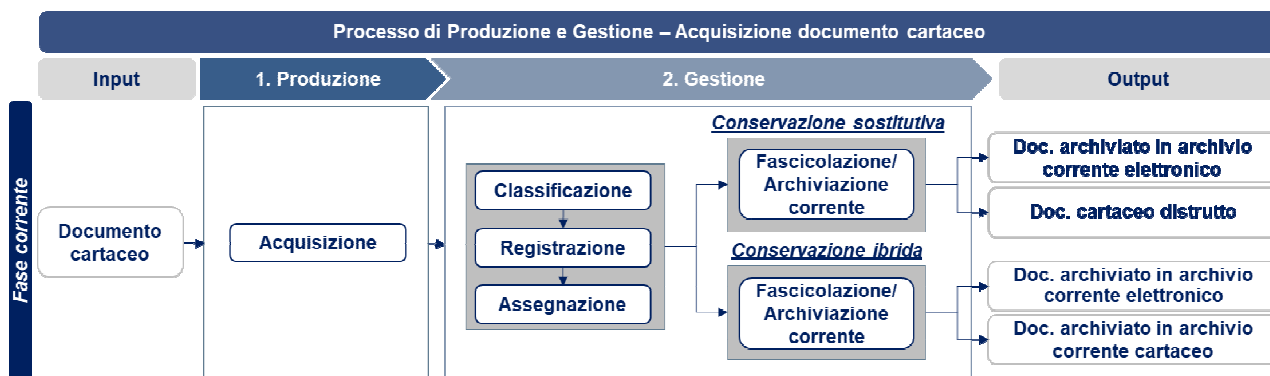 Processo di Produzione e Gestione – Acquisizione documento cartaceo
Input
1. Produzione
2. Gestione
Output
Fase corrente
Documento
cartaceo
Acquisizione
Classificazione
Registrazione
Assegnazione
Conservazione sostitutiva
Fascicolazione/
Archiviazione
corrente
Conservazione ibrida
Fascicolazione/
Archiviazione
corrente
Doc. archiviato in archivio
corrente elettronico
Doc. cartaceo distrutto
Doc. archiviato in archivio
corrente elettronico
Doc. archiviato in archivio
corrente cartaceo